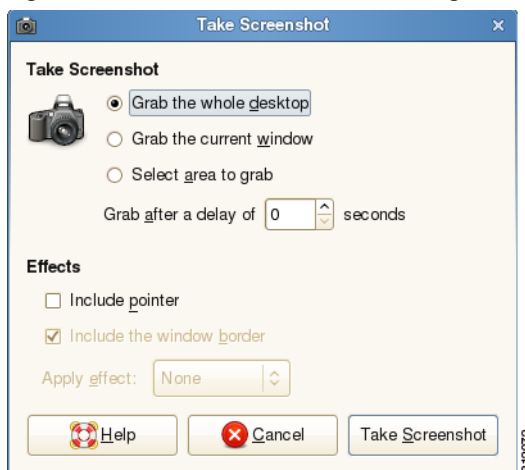 Take Screenshot
Take Screenshot
Grab the whole desktop
Grab the current window
Select area to grab
Grab after a delay of 0 seconds
Effects
Include pointer
Include the window border
Apply effect: None
Help Cancel Take Screenshot